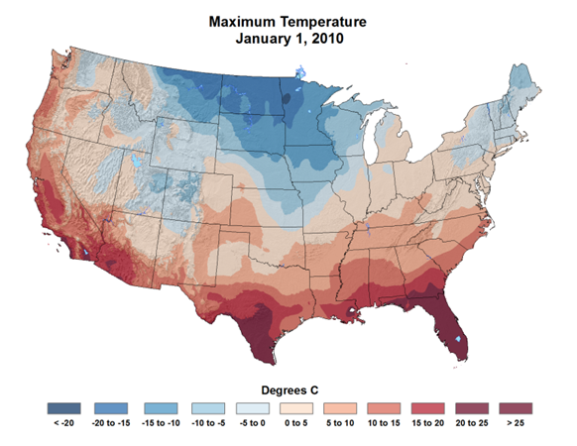 Maximum Temperature
January 1, 2010
Degrees C
< -20 -20 to -15 -15 to -10 -10 to -5 -5 to 0 0 to 5 5 to 10 10 to 15 15 to 20 20 to 25 > 25